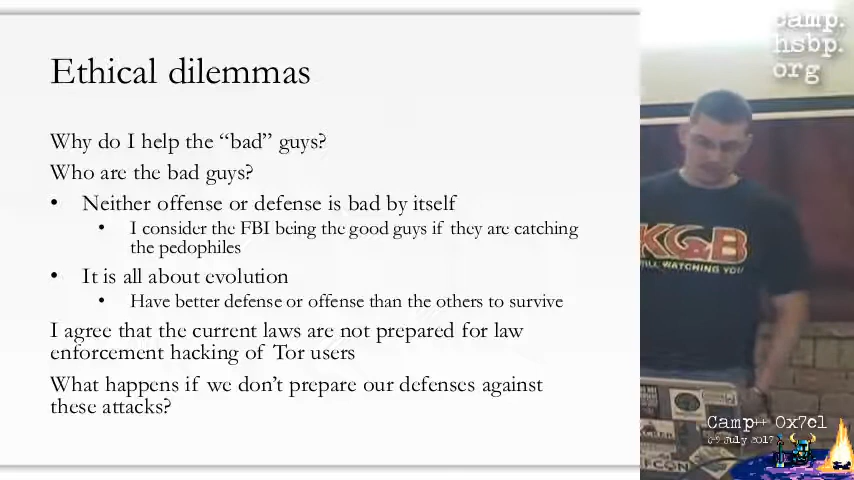 camp.
hsbp.
org
Ethical dilemmas
Why do I help the “bad” guys?
Who are the bad guys?
• Neither offense or defense is bad by itself
• I consider the FBI being the good guys if they are catching
the pedophiles
• It is all about evolution
• Have better defense or offense than the others to survive
I agree that the current laws are not prepared for law
enforcement hacking of Tor users
What happens if we don’t prepare our defenses against
these attacks?
KGB
WATCHING YOU
Camp++ 0x7c1
July 2017